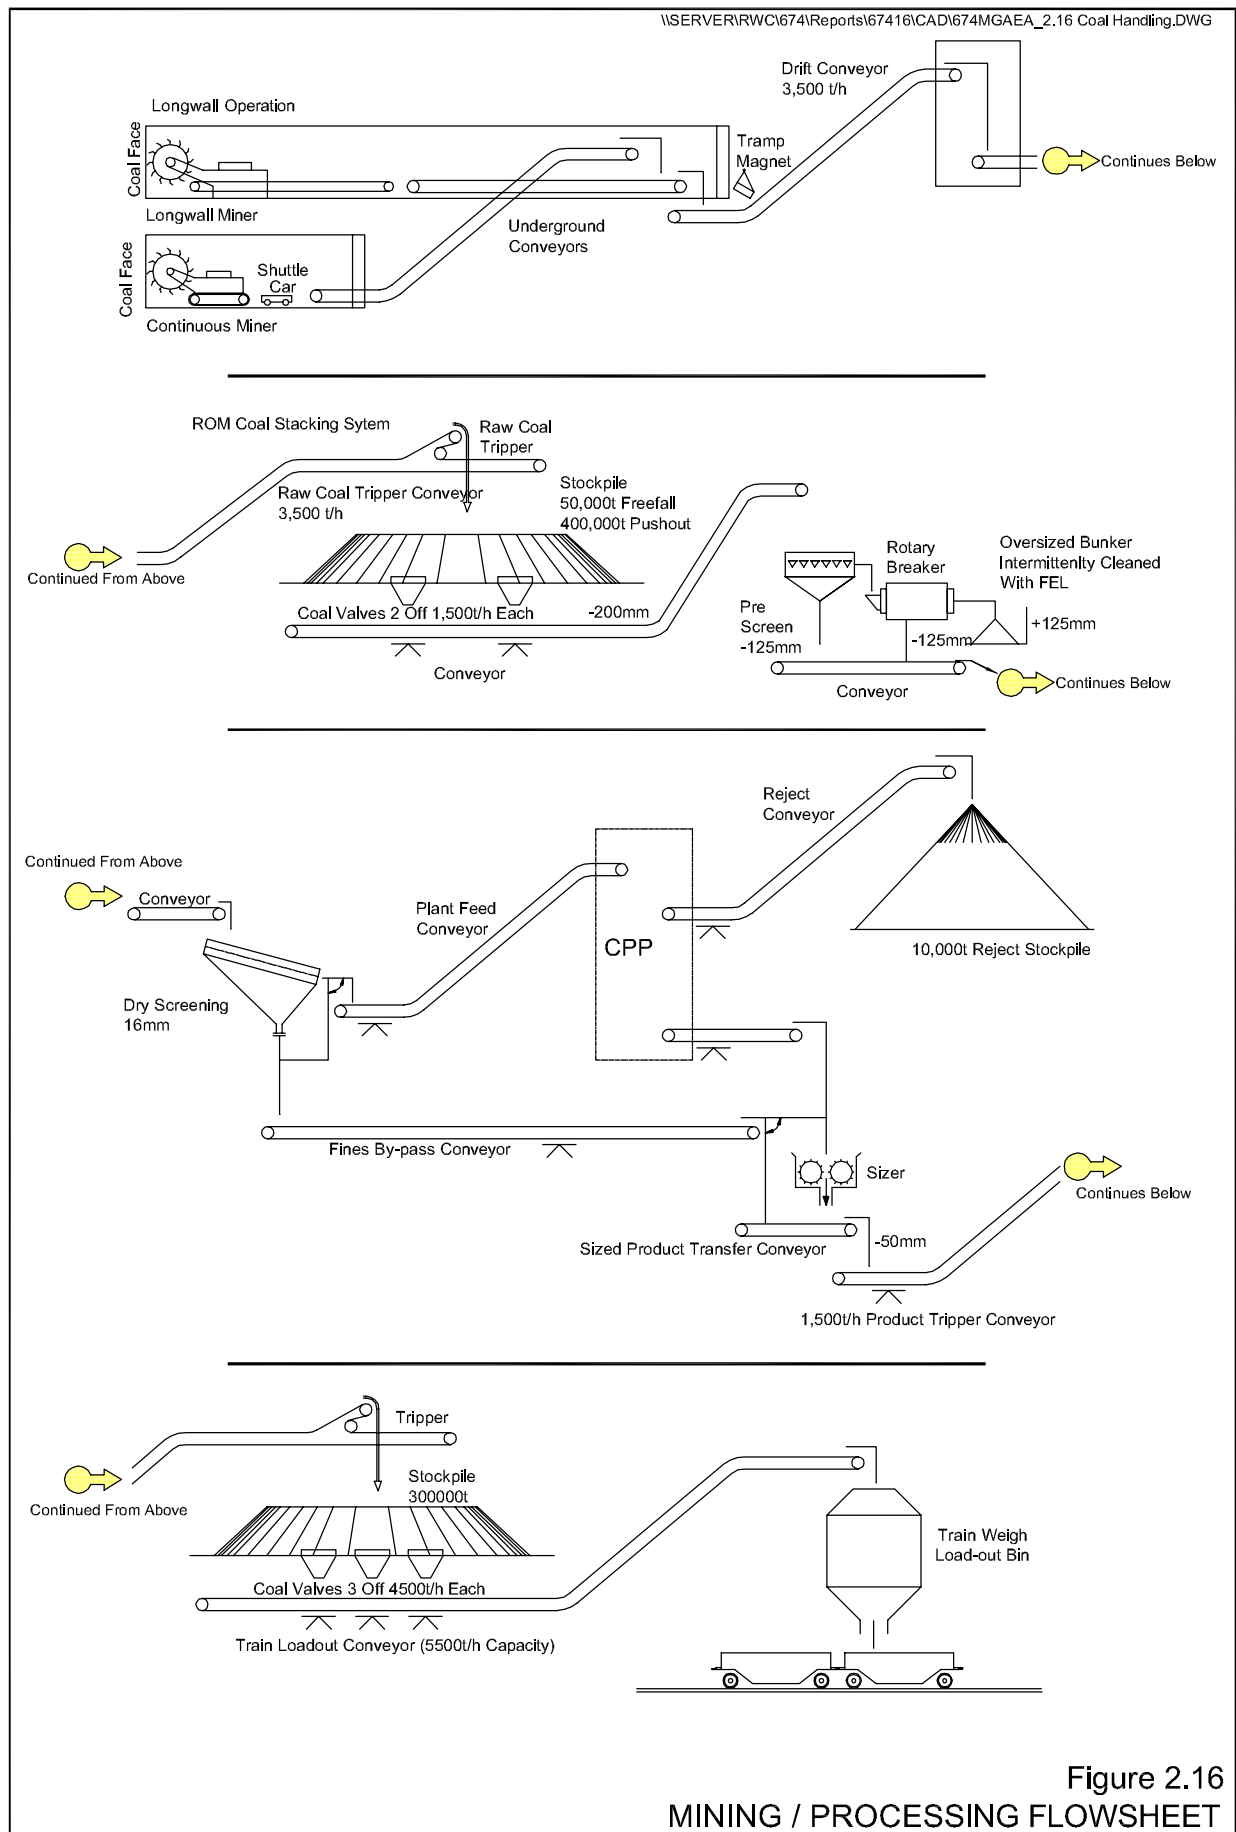 \\SERVER\RWC\674\Reports\67416\CAD\674MGAEA_2.16 Coal Handling.DWG
Drift Conveyor
3,500 t/h
Longwall Operation
Coal Face
Tramp
Magnet
Continues Below
Longwall Miner
Underground
Conveyors
Coal Face
Shuttle
Car
Continuous Miner
ROM Coal Stacking Sytem
Raw Coal
Tripper
Raw Coal Tripper Conveyor
3,500 t/h
Stockpile
50,000t Freefall
400,000t Pushout
Continued From Above
Rotary
Breaker
Oversized Bunker
Intermittenlty Cleaned
With FEL
Coal Valves 2 Off 1,500t/h Each
-200mm
Pre
Screen
-125mm
-125mm
+125mm
Conveyor
Conveyor
Continues Below
Reject
Conveyor
Continued From Above
Conveyor
Plant Feed
Conveyor
CPP
10,000t Reject Stockpile
Dry Screening
16mm
Fines By-pass Conveyor
Sizer
Continues Below
Sized Product Transfer Conveyor
-50mm
1,500t/h Product Tripper Conveyor
Tripper
Stockpile
300000t
Continued From Above
Train Weigh
Load-out Bin
Coal Valves 3 Off 4500t/h Each
Train Loadout Conveyor (5500t/h Capacity)
Figure 2.16
MINING / PROCESSING FLOWSHEET